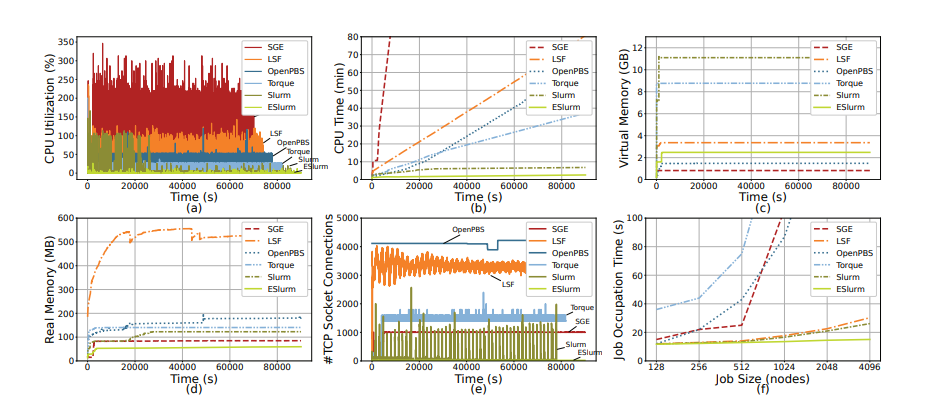 CPU Utilization (%)
350
300
250
200
150
100
50
0
SGE
LSF
OpenPBS
Torque
Slurm
ESlurm
LSF
OpenPBS
Torque
Slurm
ESlurm
0 20000 40000 60000 80000
Time (s)
(a)
CPU Time (min)
80
60
40
30
20
10
0
SGE
LSF
OpenPBS
Torque
Slurm
ESlurm
0 20000 40000 60000 80000
Time (s)
(b)
Virtual Memory (GB)
12
10
8
6
4
2
0
SGE
LSF
OpenPBS
Torque
Slurm
ESlurm
0 20000 40000 60000 80000
Time (s)
(c)
Real Memory (MB)
600
500
400
300
200
100
0
SGE
LSF
OpenPBS
Torque
Slurm
ESlurm
0 20000 40000 60000 80000
Time (s)
(d)
#TCP Socket Connections
5000
4000
3000
2000
1000
0
OpenPBS
SGE
LSF
OpenPBS
Torque
Slurm
ESlurm
LSF
Torque
SGE
Slurm
ESlurm
0 20000 40000 60000 80000
Time (s)
(e)
Job Occupation Time (s)
100
80
60
40
20
0
SGE
LSF
OpenPBS
Torque
Slurm
ESlurm
128 256 512 1024 2048 4096
Job Size (nodes)
(f)